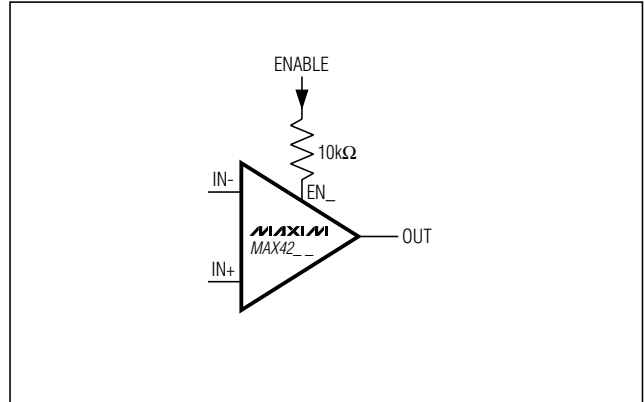 ENABLE
10kΩ
IN-
EN_
MAXIM
MAX42_ _
OUT
IN+